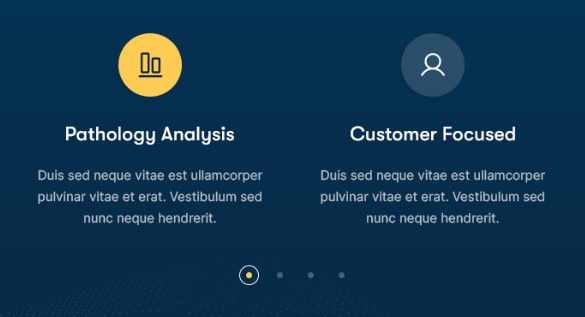 Pathology Analysis
Duis sed neque vitae est ullamcorper
pulvinar vitae et erat. Vestibulum sed
nunc neque hendrerit.
Customer Focused
Duis sed neque vitae est ullamcorper
pulvinar vitae et erat. Vestibulum sed
nunc neque hendrerit.